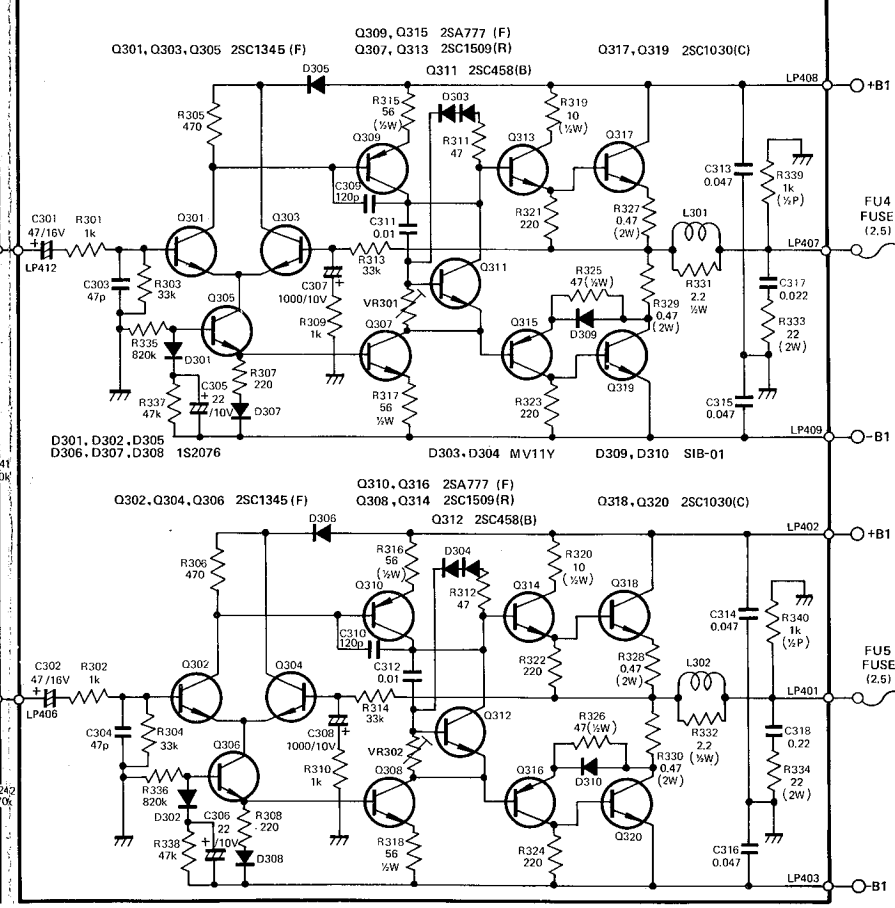 Q309, Q315 2SA777 (F)
Q301, Q303, Q305 2SC1345 (F)
Q307, Q313 2SC1509(R)
Q317, Q319 2SC1030(C)
Q311 2SC458(B)
D305
LP408
+B1
R305
470
R315
56
(½W)
D303
R311
47
R319
10
(½W)
Q309
Q313
Q317
C309
120p
C313
0.047
R339
1k
(½P)
FU4
FUSE
(2.5)
C301
47/16V
+
R301
1k
Q301
Q303
C311
0.01
R321
220
R327
0.47
(2W)
L301
LP407
LP412
C303
47p
R303
33k
C307
1000/10V
+
R313
33k
Q311
R325
47(½W)
R331
2.2
½W
C317
0.022
Q305
R309
1k
VR301
Q307
Q315
D309
R329
0.47
(2W)
R333
22
(2W)
R335
820k
D301
R307
220
Q319
R337
47k
C305
+
22
/10V
D307
R317
56
½W
R323
220
C315
0.047
LP409
-B1
D301, D302, D305
D306, D307, D308 1S2076
D303, D304 MV11Y
D309, D310 SIB-01
41
0k
Q310, Q316 2SA777 (F)
Q302, Q304, Q306 2SC1345 (F)
Q308, Q314 2SC1509(R)
Q318, Q320 2SC1030(C)
Q312 2SC458(B)
D306
LP402
+B1
R306
470
R316
56
(½W)
D304
R312
47
R320
10
(½W)
Q310
Q314
Q318
C310
120p
C314
0.047
R340
1k
(½P)
FU5
FUSE
(2.5)
C302
47/16V
+
R302
1k
Q302
Q304
C312
0.01
R322
220
R328
0.47
(2W)
L302
LP401
LP406
C304
47p
R304
33k
C308
1000/10V
+
R314
33k
Q312
R326
47(½W)
R332
2.2
(½W)
C318
0.22
Q306
R310
1k
VR302
Q308
Q316
D310
R330
0.47
(2W)
R334
22
(2W)
R336
820k
D302
C306
+
22
/10V
R308
220
Q320
R338
47k
D308
R318
56
½W
R324
220
C316
0.047
LP403
-B1